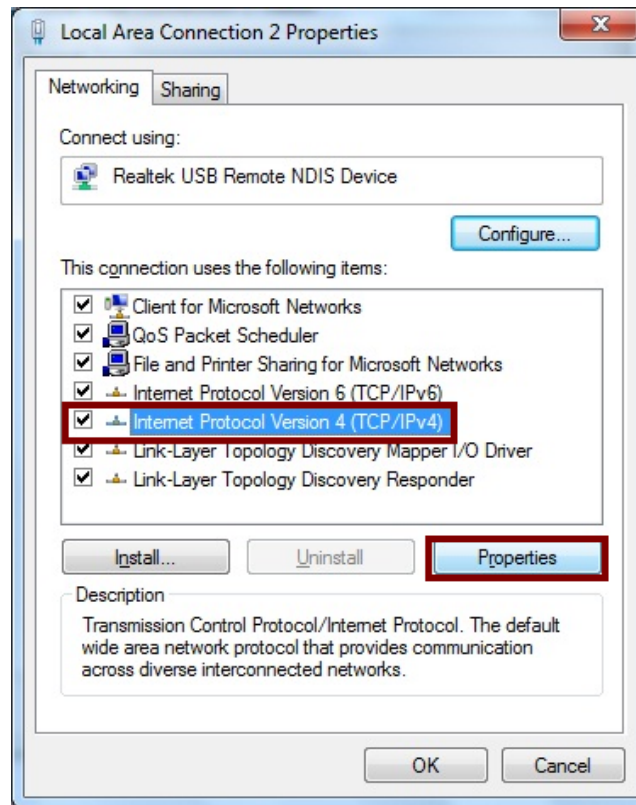 Local Area Connection 2 Properties
Networking
Sharing
Connect using:
Realtek USB Remote NDIS Device
Configure...
This connection uses the following items:
Client for Microsoft Networks
QoS Packet Scheduler
File and Printer Sharing for Microsoft Networks
Internet Protocol Version 6 (TCP/IPv6)
Internet Protocol Version 4 (TCP/IPv4)
Link-Layer Topology Discovery Mapper I/O Driver
Link-Layer Topology Discovery Responder
Install...
Uninstall
Properties
Description
Transmission Control Protocol/Internet Protocol. The default
wide area network protocol that provides communication
across diverse interconnected networks.
OK
Cancel